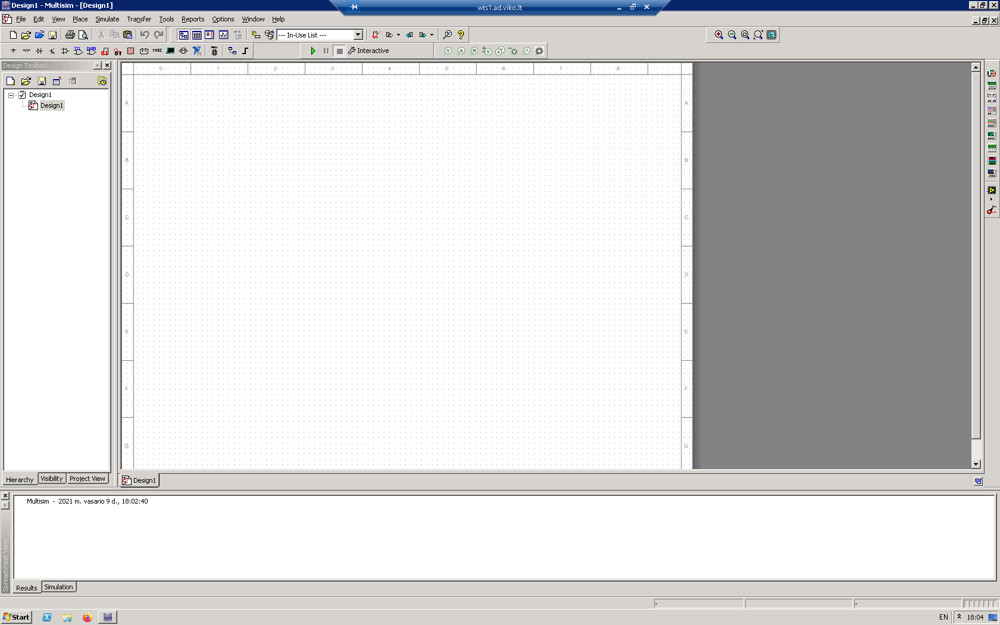 Design1 - Multisim - [Design1]
wts1.ad.viko.lt
File Edit View Place Simulate Transfer Tools Reports Options Window Help
--- In-Use List ---
MISC
Interactive
Design Toolbox
Design1
Design1
0 1 2 3 4 5 6 7 8
A A
B B
C C
D D
E E
F F
G G
Hierarchy Visibility Project View
Design1
Multisim - 2021 m. vasario 9 d., 18:02:40
Spreadsheet View
Results Simulation
- -
Start
EN 18:04